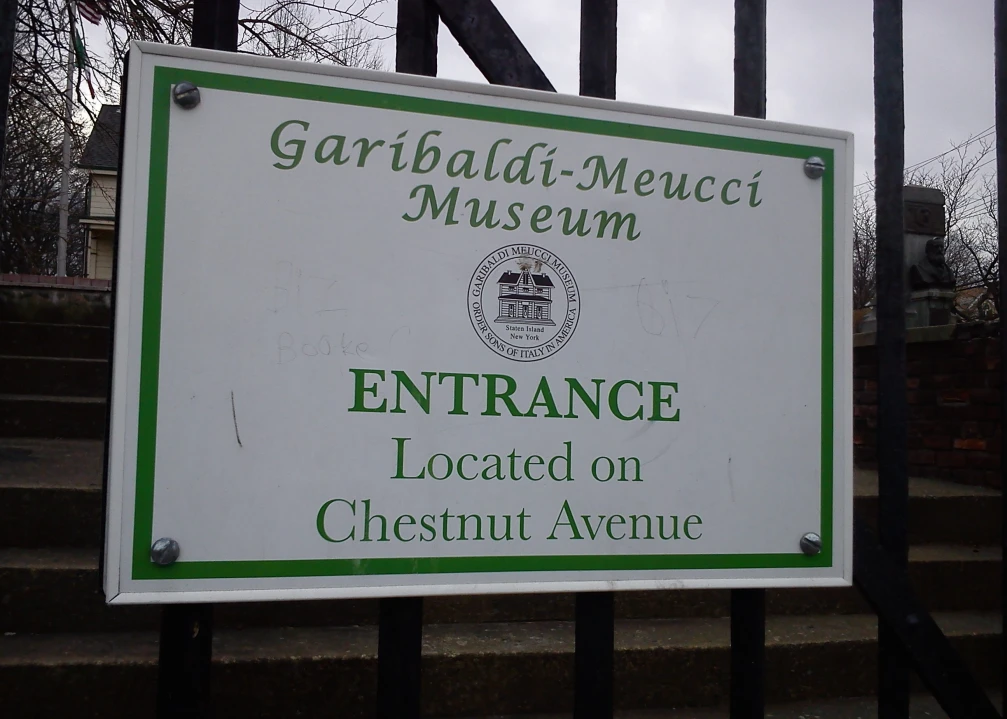 Garibaldi-Meucci
Museum
GARIBALDI MEUCCI MUSEUM
Staten Island
New York
ORDER SONS OF ITALY IN AMERICA
ENTRANCE
Located on
Chestnut Avenue